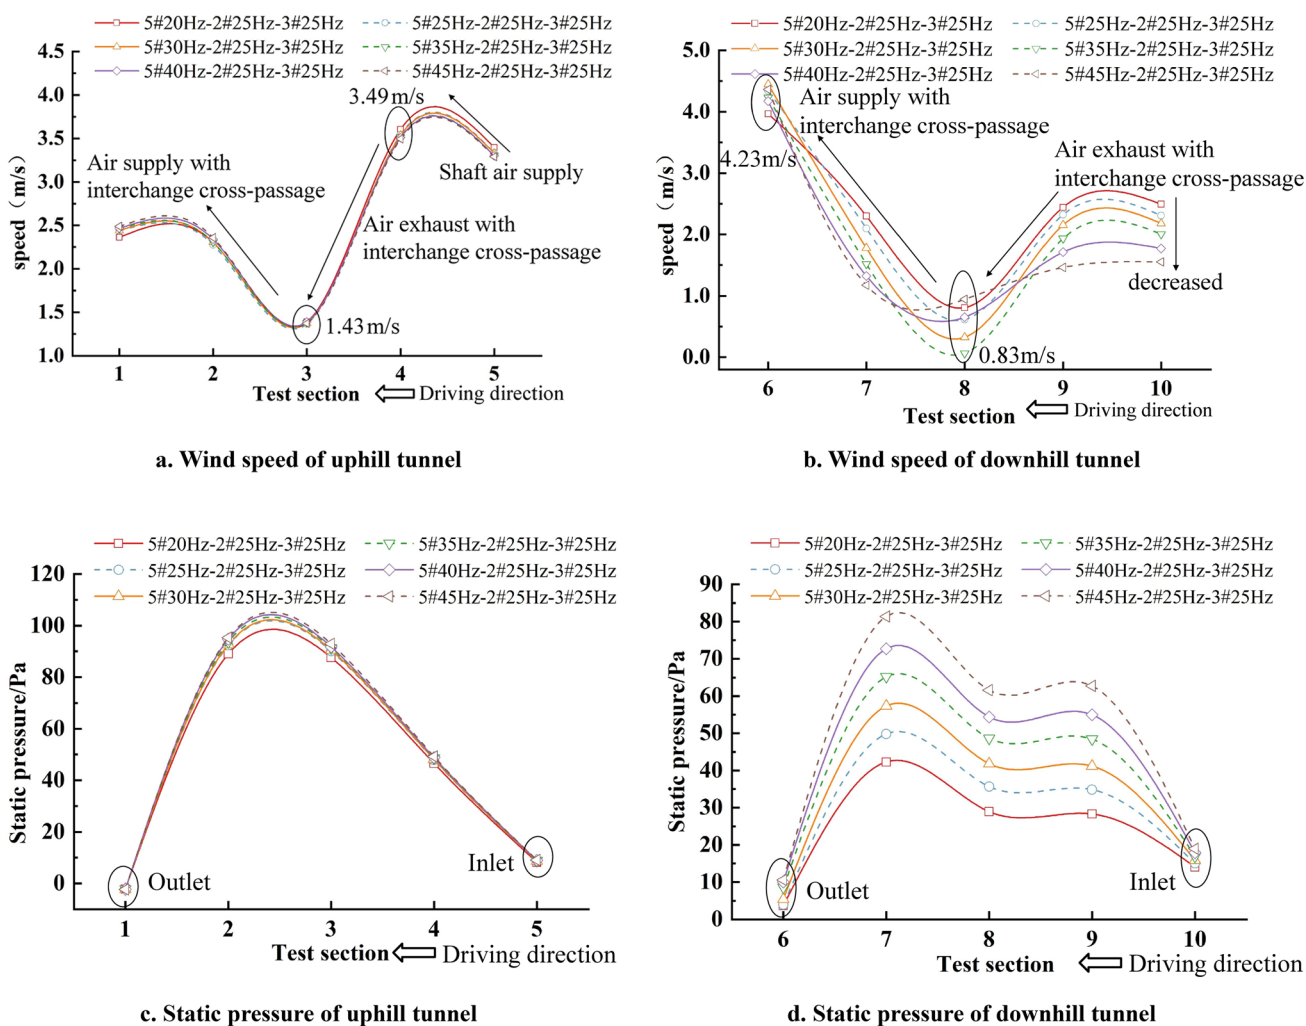 5#20Hz-2#25Hz-3#25Hz
5#25Hz-2#25Hz-3#25Hz
5#30Hz-2#25Hz-3#25Hz
5#35Hz-2#25Hz-3#25Hz
5#40Hz-2#25Hz-3#25Hz
5#45Hz-2#25Hz-3#25Hz
4.5
4.0
3.5
3.0
2.5
2.0
1.5
1.0
speed（m/s）
3.49m/s
Air supply with
interchange cross-passage
Shaft air supply
Air exhaust with
interchange cross-passage
1.43m/s
1 2 3 4 5
Test section
Driving direction
a. Wind speed of uphill tunnel
5#20Hz-2#25Hz-3#25Hz
5#25Hz-2#25Hz-3#25Hz
5#30Hz-2#25Hz-3#25Hz
5#35Hz-2#25Hz-3#25Hz
5#40Hz-2#25Hz-3#25Hz
5#45Hz-2#25Hz-3#25Hz
5.0
4.0
3.0
2.0
1.0
0.0
speed（m/s）
Air supply with
interchange cross-passage
4.23m/s
Air exhaust with
interchange cross-passage
decreased
0.83m/s
6 7 8 9 10
Test section
Driving direction
b. Wind speed of downhill tunnel
5#20Hz-2#25Hz-3#25Hz
5#35Hz-2#25Hz-3#25Hz
5#25Hz-2#25Hz-3#25Hz
5#40Hz-2#25Hz-3#25Hz
5#30Hz-2#25Hz-3#25Hz
5#45Hz-2#25Hz-3#25Hz
120
100
80
60
40
20
0
Static pressure/Pa
Outlet
Inlet
1 2 3 4 5
Test section
Driving direction
c. Static pressure of uphill tunnel
5#20Hz-2#25Hz-3#25Hz
5#35Hz-2#25Hz-3#25Hz
5#25Hz-2#25Hz-3#25Hz
5#40Hz-2#25Hz-3#25Hz
5#30Hz-2#25Hz-3#25Hz
5#45Hz-2#25Hz-3#25Hz
90
80
70
60
50
40
30
20
10
0
Static pressure/Pa
Outlet
Inlet
6 7 8 9 10
Test section
Driving direction
d. Static pressure of downhill tunnel